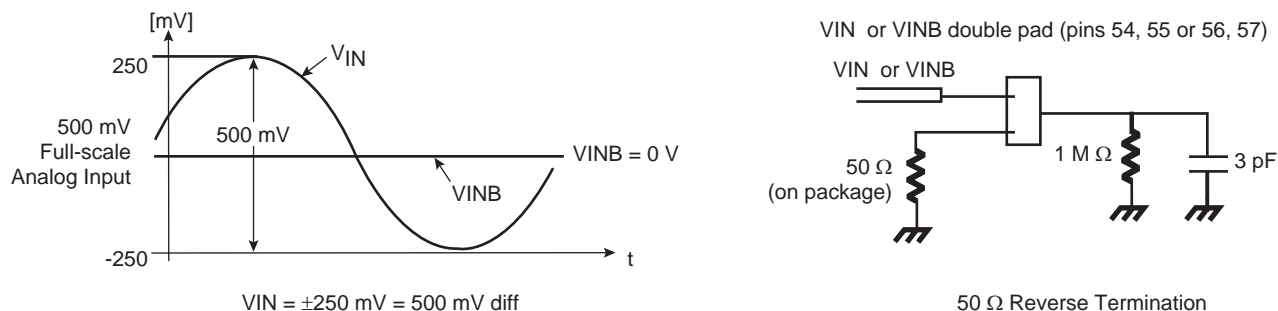 [mV]
250
V_IN
500 mV
Full-scale
Analog Input
500 mV
VINB = 0 V
VINB
-250
t
VIN = ±250 mV = 500 mV diff
VIN or VINB double pad (pins 54, 55 or 56, 57)
VIN or VINB
50 Ω
(on package)
1 M Ω
3 pF
50 Ω Reverse Termination